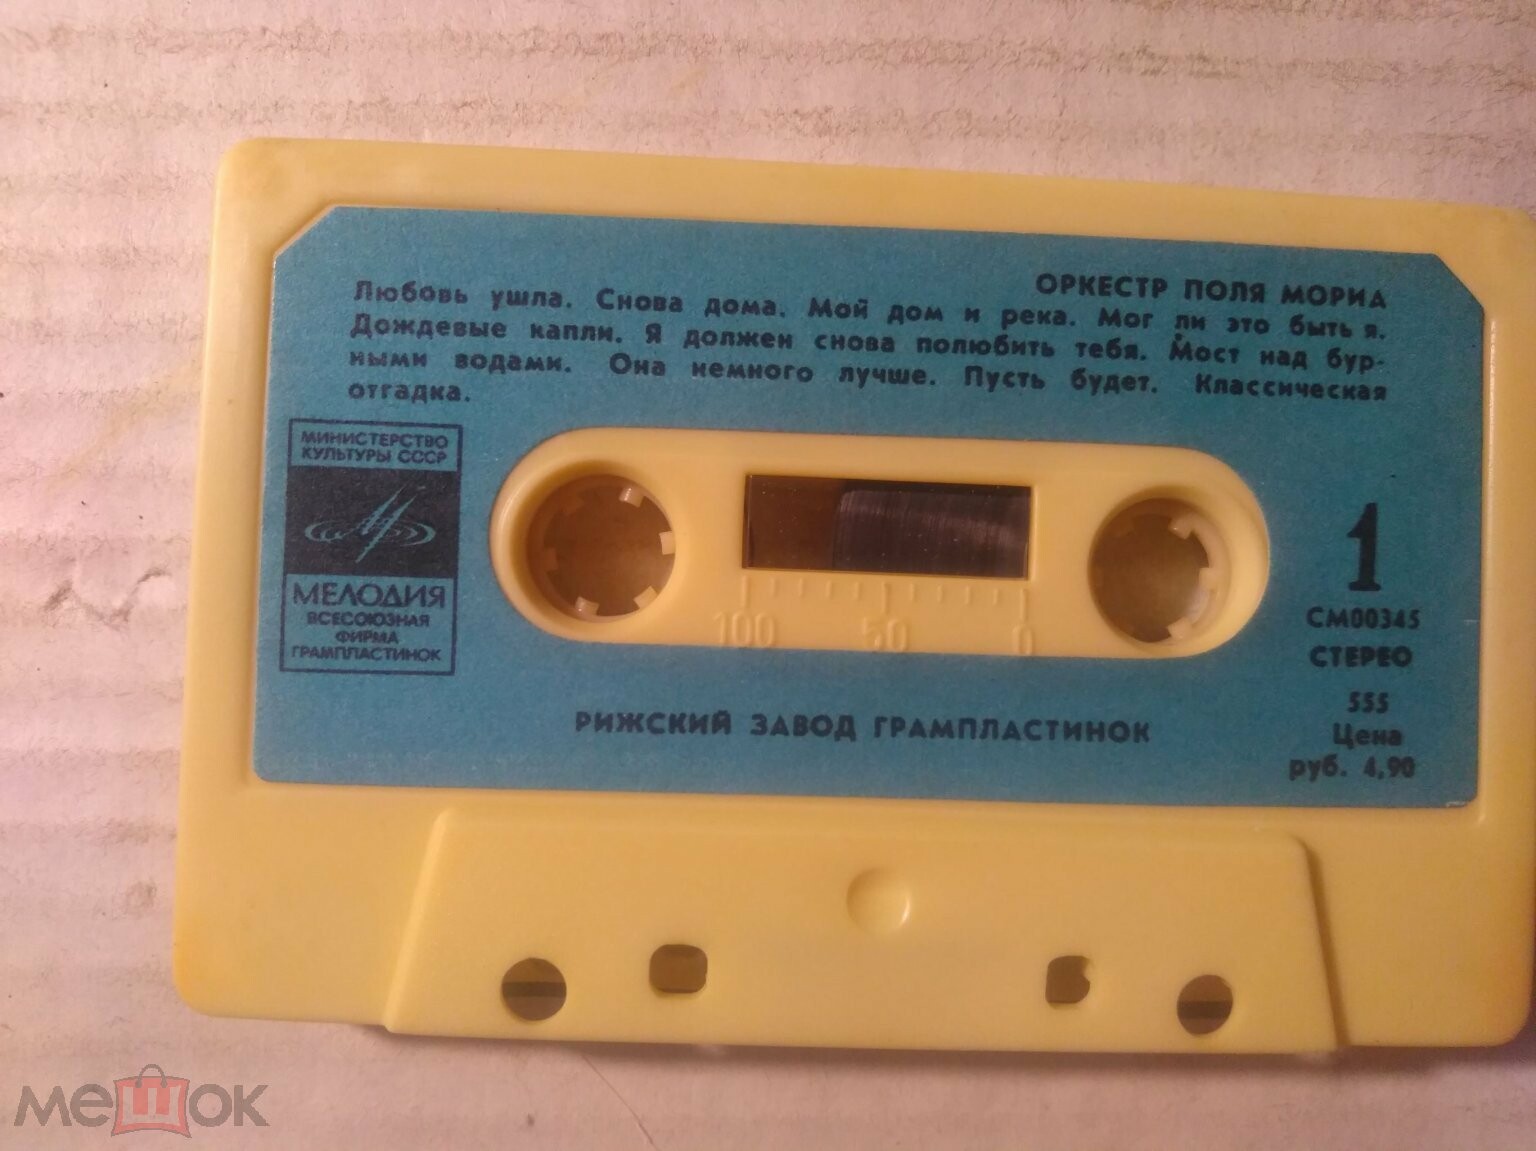 ОРКЕСТР ПОЛЯ МОРИА
Любовь ушла. Снова дома. Мой дом и река. Мог ли это быть я.
Дождевые капли. Я должен снова полюбить тебя. Мост над бур-
ными водами. Она немного лучше. Пусть будет. Классическая
отгадка.
МИНИСТЕРСТВО
КУЛЬТУРЫ СССР
МЕЛОДИЯ
ВСЕСОЮЗНАЯ
ФИРМА
ГРАМПЛАСТИНОК
100 50 0
1
СМ00345
СТЕРЕО
555
Цена
руб. 4,90
РИЖСКИЙ ЗАВОД ГРАМПЛАСТИНОК
мешок